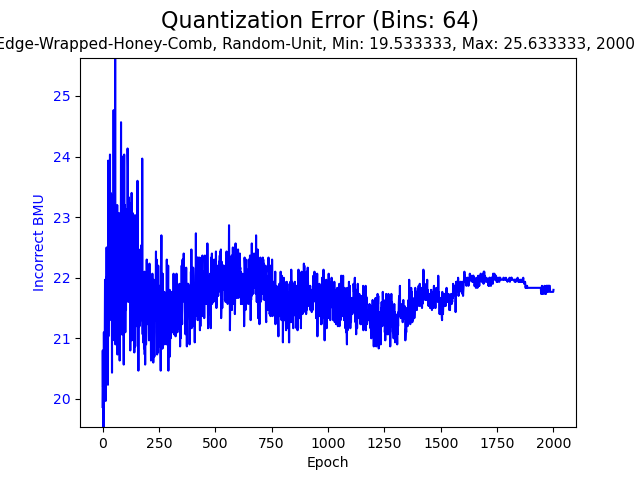 Quantization Error (Bins: 64)
Edge-Wrapped-Honey-Comb, Random-Unit, Min: 19.533333, Max: 25.633333, 2000
25
24
23
22
21
20
Incorrect BMU
0 250 500 750 1000 1250 1500 1750 2000
Epoch